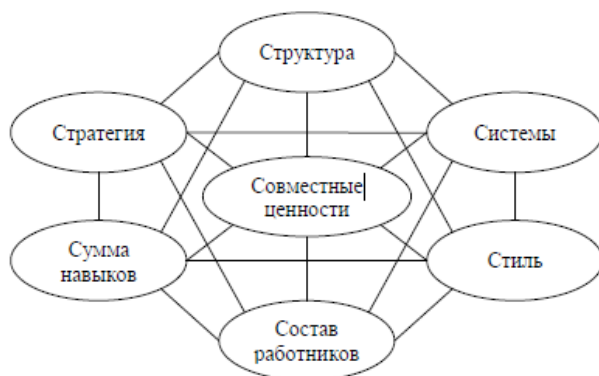 Структура
Стратегия
Системы
Совместные
ценности
Сумма
навыков
Стиль
Состав
работников